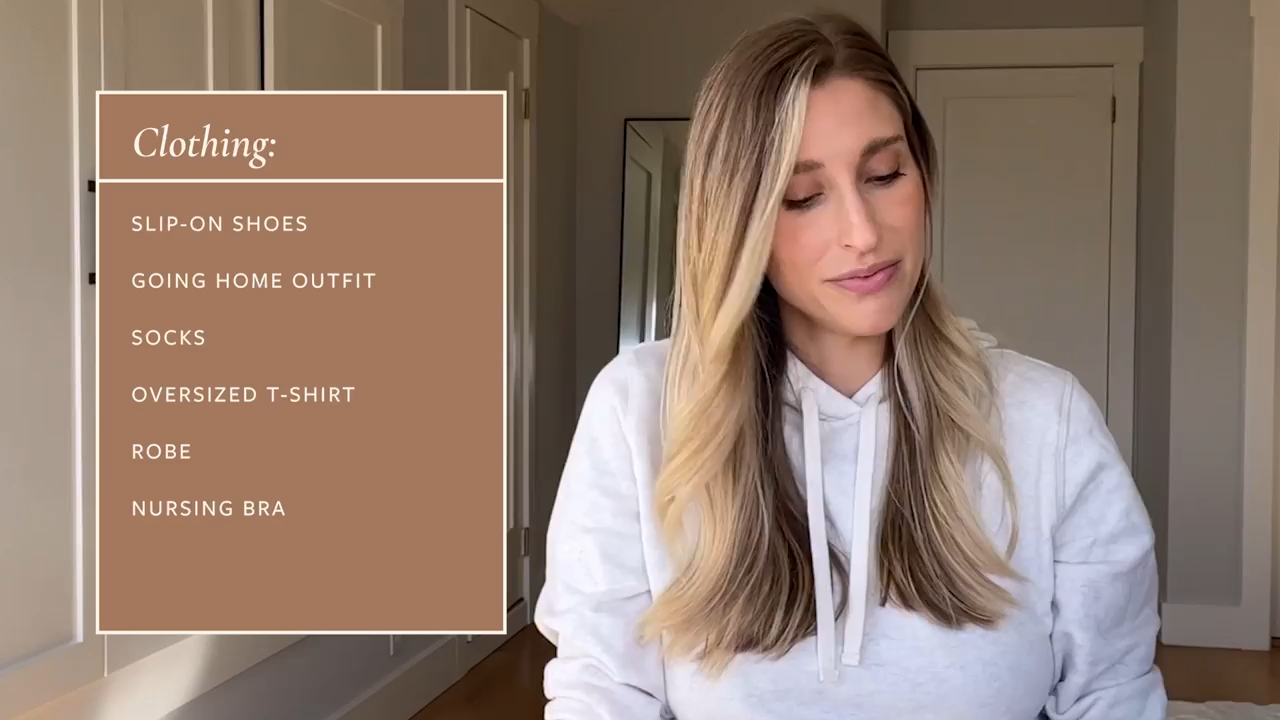 Clothing:
SLIP-ON SHOES
GOING HOME OUTFIT
SOCKS
OVERSIZED T-SHIRT
ROBE
NURSING BRA